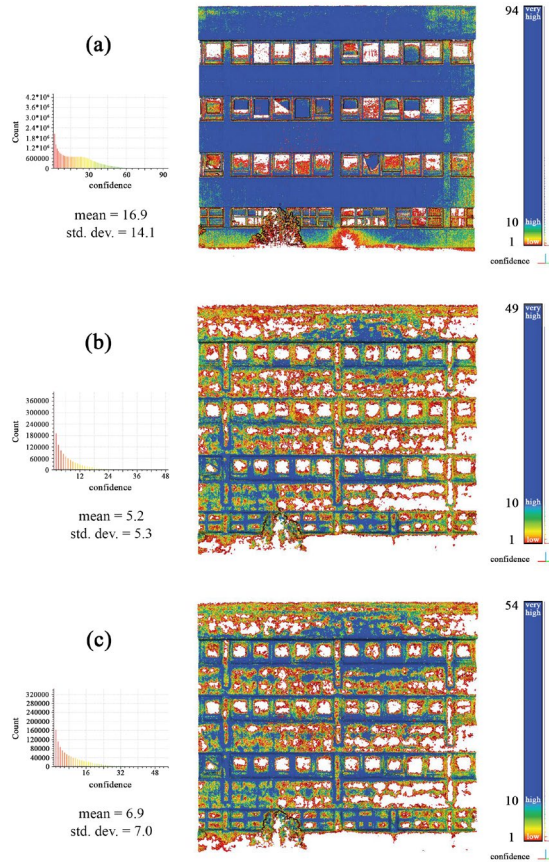 (a)
94
very
high
4.2*10⁶
3.6*10⁶
3.0*10⁶
2.4*10⁶
1.8*10⁶
1.2*10⁶
600000
0
Count
30
60
90
confidence
mean = 16.9
std. dev. = 14.1
10
high
1
low
confidence
(b)
49
very
high
360000
300000
240000
180000
120000
60000
0
Count
12
24
36
48
confidence
mean = 5.2
std. dev. = 5.3
10
high
1
low
confidence
(c)
54
very
high
320000
280000
240000
200000
160000
120000
80000
40000
0
Count
16
32
48
confidence
mean = 6.9
std. dev. = 7.0
10
high
1
low
confidence